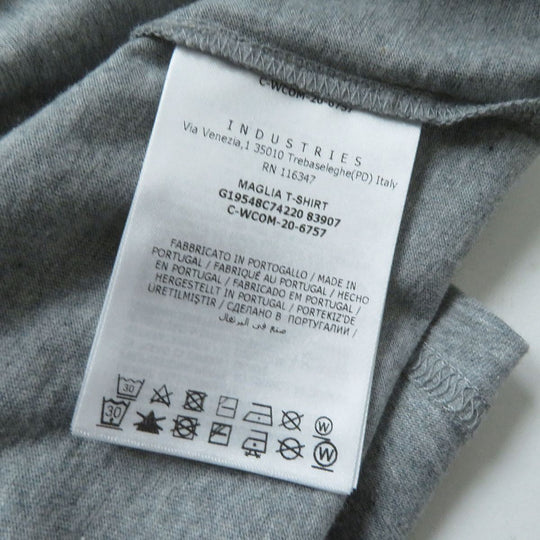 C-WCOM-20-6757
INDUSTRIES
Via Venezia,1 35010 Trebaseleghe(PD) Italy
RN 116347
MAGLIA T-SHIRT
G19548C74220 83907
C-WCOM-20-6757
FABBRICATO IN PORTOGALLO / MADE IN
PORTUGAL / FABRIQUÉ AU PORTUGAL / HECHO
EN PORTUGAL / FABRICADO EM PORTUGAL /
HERGESTELLT IN PORTUGAL / PORTEKIZ'DE
URETILMISTIR / СДЕЛАНО В ПОРТУГАЛИИ /
صنع في البرتغال
30 W
30 W